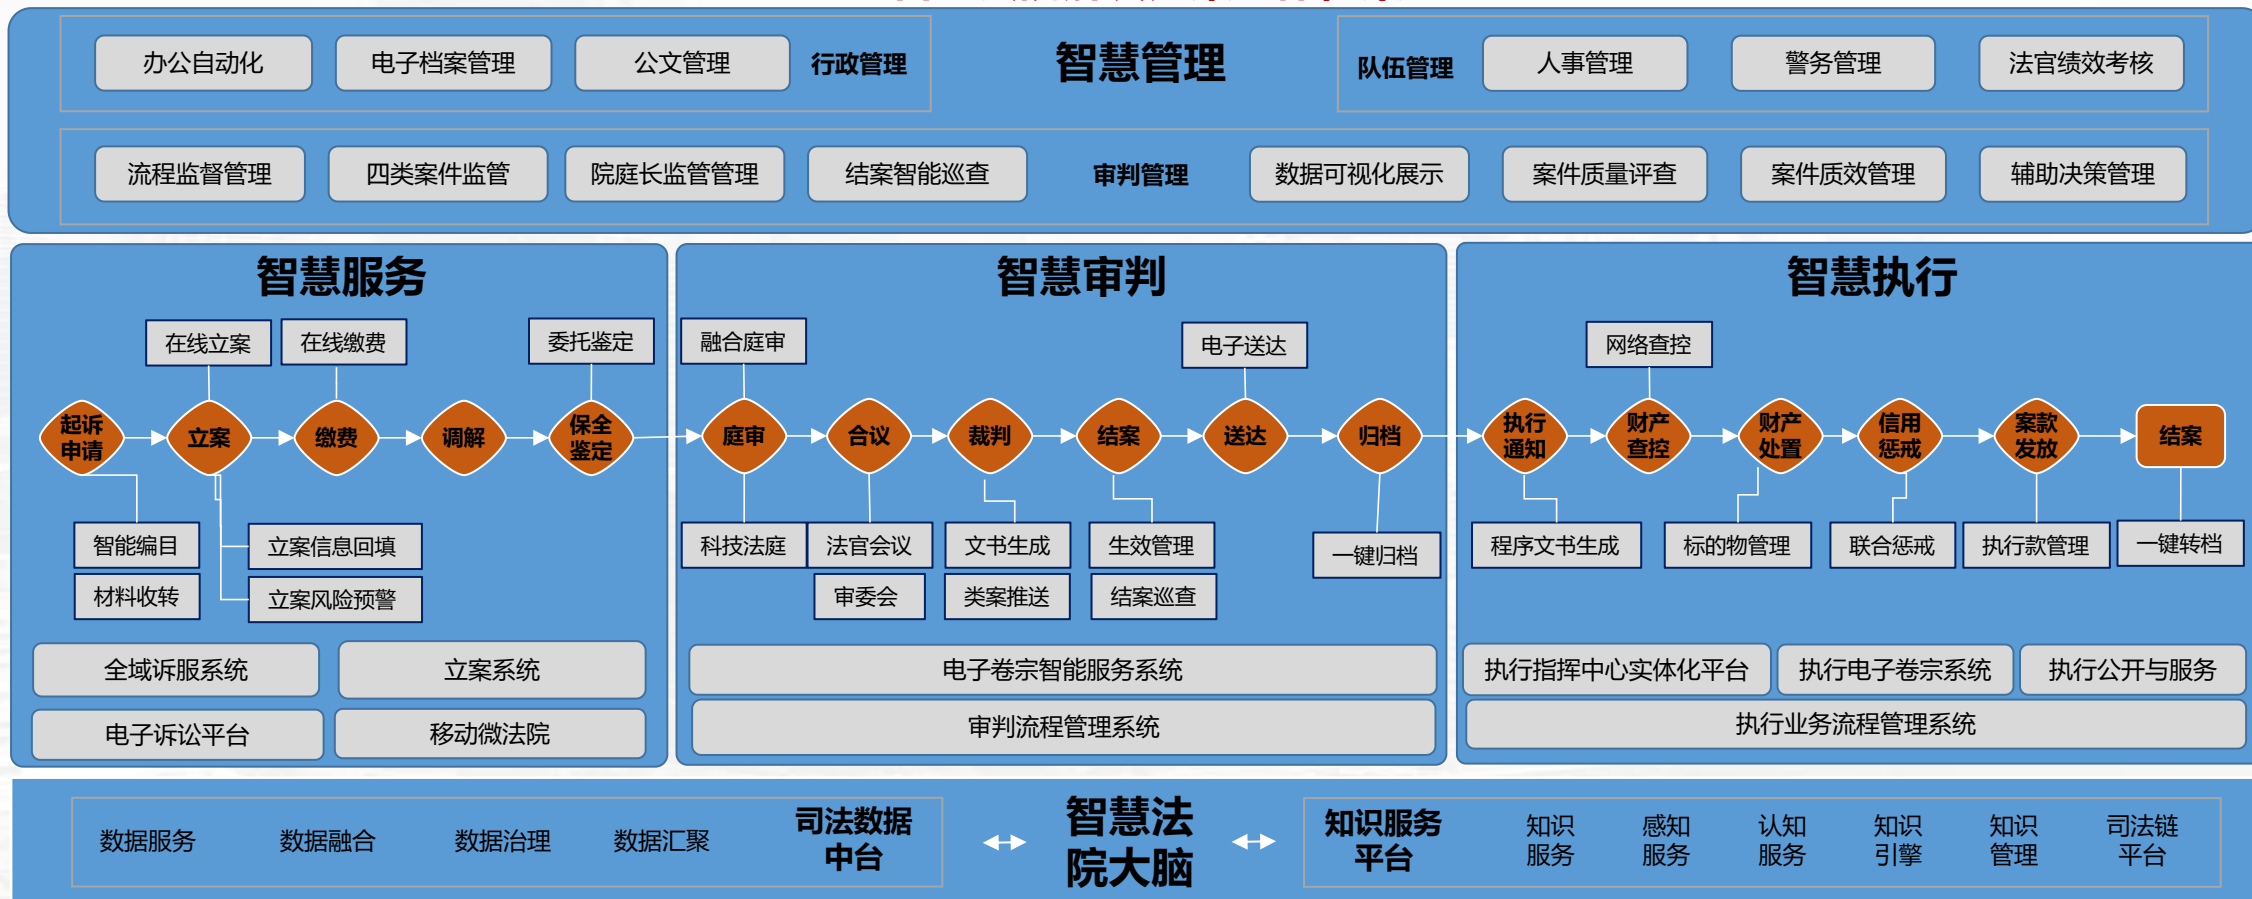 办公自动化
电子档案管理
公文管理
行政管理
智慧管理
队伍管理
人事管理
警务管理
法官绩效考核
流程监督管理
四类案件监管
院庭长监管管理
结案智能巡查
审判管理
数据可视化展示
案件质量评查
案件质效管理
辅助决策管理
智慧服务
在线立案
在线缴费
委托鉴定
起诉
申请
立案
缴费
调解
保全
鉴定
智能编目
材料收转
立案信息回填
立案风险预警
全域诉服系统
立案系统
电子诉讼平台
移动微法院
智慧审判
融合庭审
电子送达
庭审
合议
裁判
结案
送达
归档
科技法庭
法官会议
审委会
文书生成
类案推送
生效管理
结案巡查
一键归档
电子卷宗智能服务系统
审判流程管理系统
智慧执行
网络查控
执行
通知
财产
查控
财产
处置
信用
惩戒
案款
发放
结案
程序文书生成
标的物管理
联合惩戒
执行款管理
一键转档
执行指挥中心实体化平台
执行电子卷宗系统
执行公开与服务
执行业务流程管理系统
数据服务
数据融合
数据治理
数据汇聚
司法数据
中台
智慧法
院大脑
知识服务
平台
知识
服务
感知
服务
认知
服务
知识
引擎
知识
管理
司法链
平台